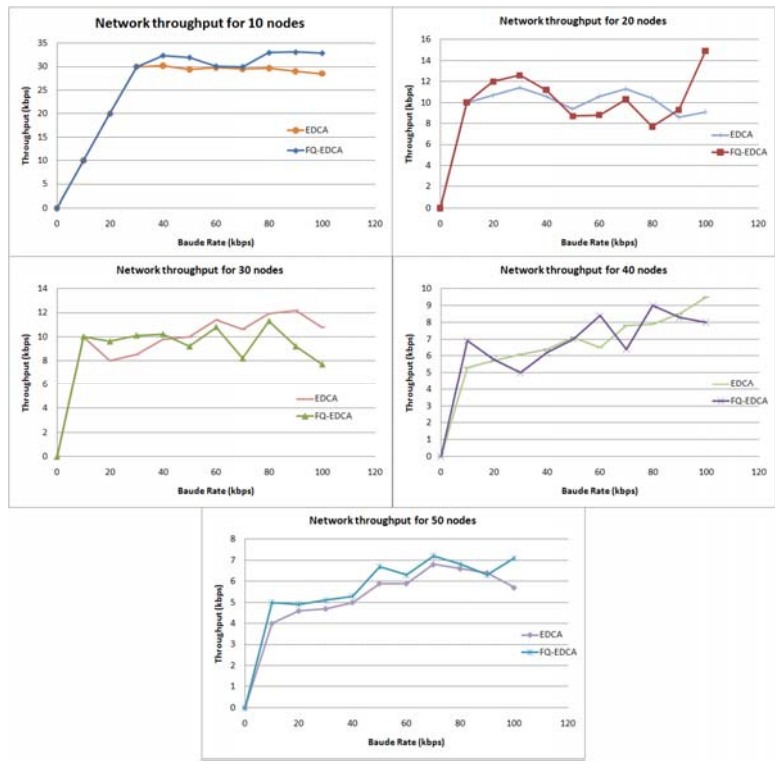 Network throughput for 10 nodes
35
30
25
20
15
10
5
0
0 20 40 60 80 100 120
Throughput (kbps)
Baude Rate (kbps)
EDCA
FQ-EDCA
Network throughput for 20 nodes
16
14
12
10
8
6
4
2
0
0 20 40 60 80 100 120
Throughput (kbps)
Baude Rate (kbps)
EDCA
FQ-EDCA
Network throughput for 30 nodes
14
12
10
8
6
4
2
0
0 20 40 60 80 100 120
Throughput (kbps)
Baude Rate (kbps)
EDCA
FQ-EDCA
Network throughput for 40 nodes
10
9
8
7
6
5
4
3
2
1
0
0 20 40 60 80 100 120
Throughput (kbps)
Baude Rate (kbps)
EDCA
FQ-EDCA
Network throughput for 50 nodes
8
7
6
5
4
3
2
1
0
0 20 40 60 80 100 120
Throughput (kbps)
Baude Rate (kbps)
EDCA
FQ-EDCA